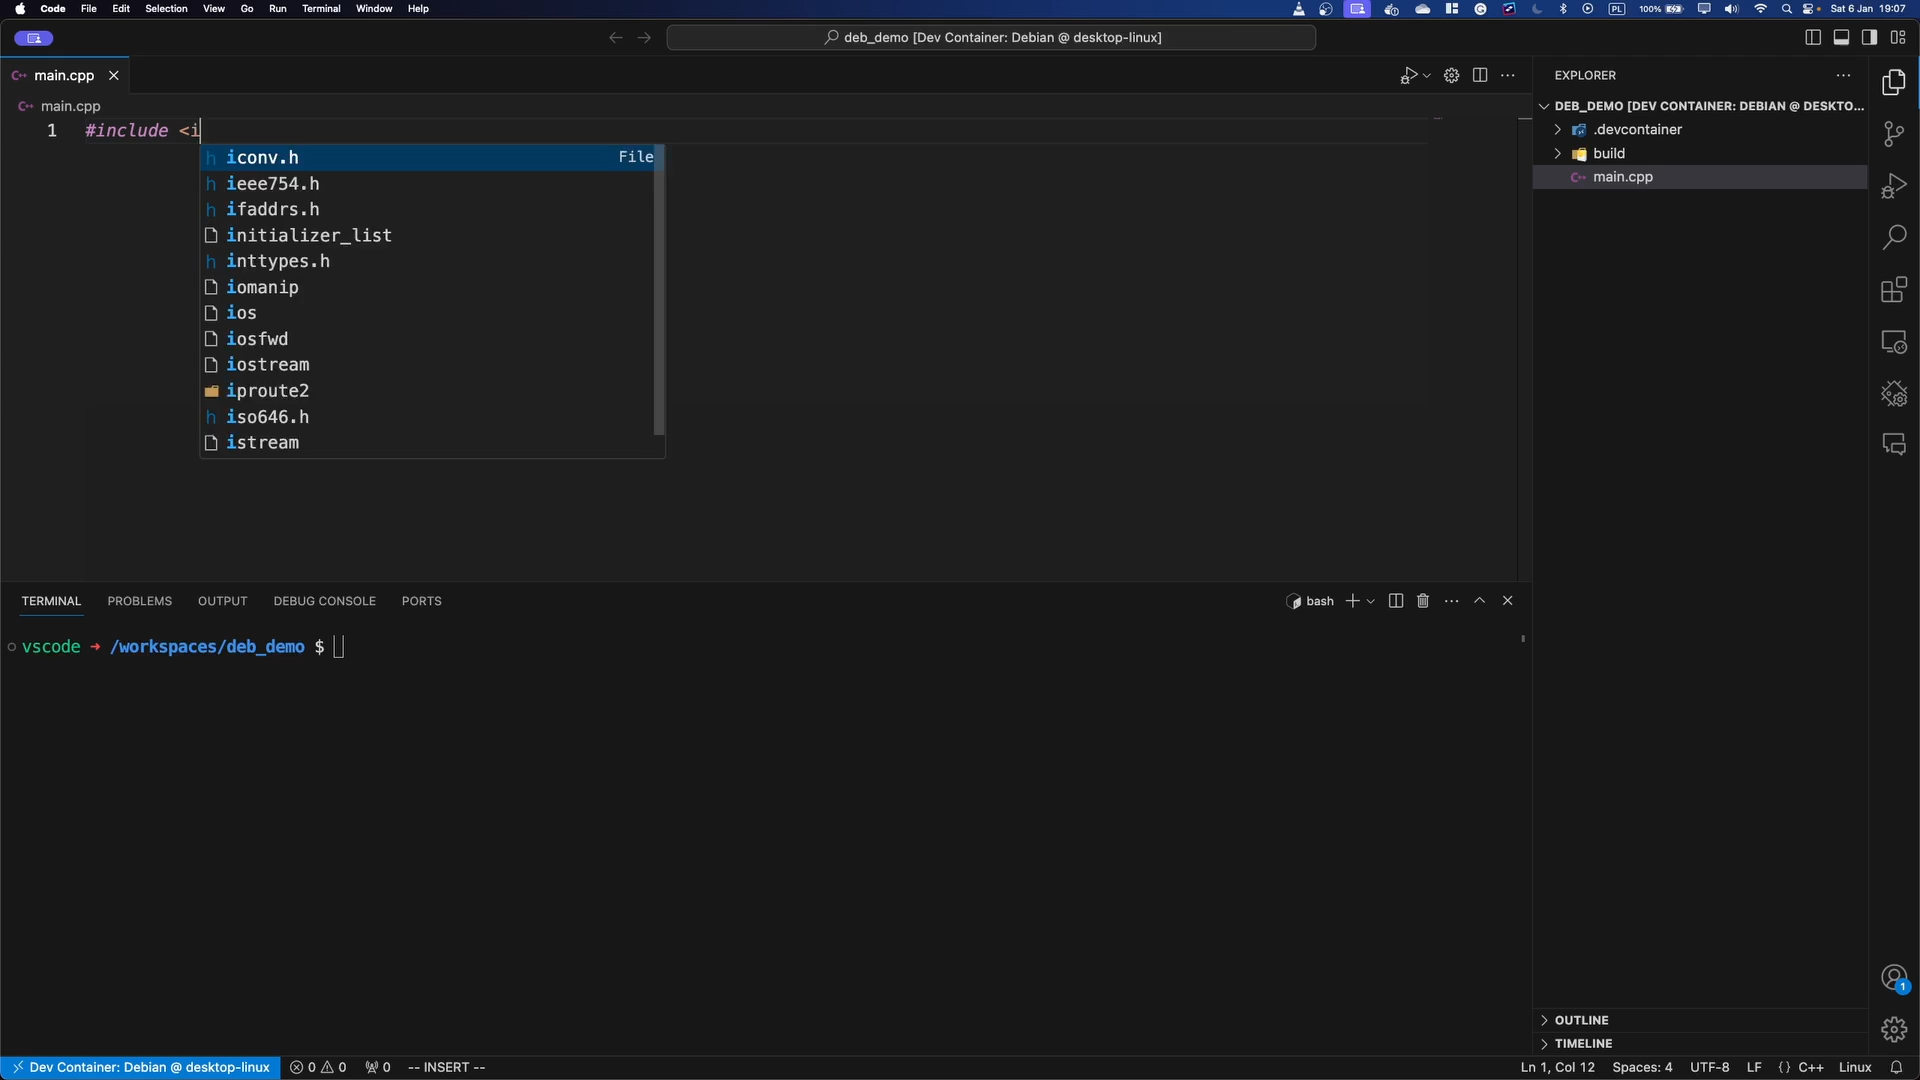 Code File Edit Selection View Go Run Terminal Window Help PL 100% Sat 6 Jan 19:07
deb_demo [Dev Container: Debian @ desktop-linux]
main.cpp
main.cpp
1 #include <i
iconv.h File
ieee754.h
ifaddrs.h
initializer_list
inttypes.h
iomanip
ios
iosfwd
iostream
iproute2
iso646.h
istream
TERMINAL PROBLEMS OUTPUT DEBUG CONSOLE PORTS
bash
vscode ➜ /workspaces/deb_demo $
EXPLORER
DEB_DEMO [DEV CONTAINER: DEBIAN @ DESKTO...
.devcontainer
build
main.cpp
OUTLINE
TIMELINE
1
Dev Container: Debian @ desktop-linux 0 0 0 -- INSERT -- Ln 1, Col 12 Spaces: 4 UTF-8 LF {} C++ Linux